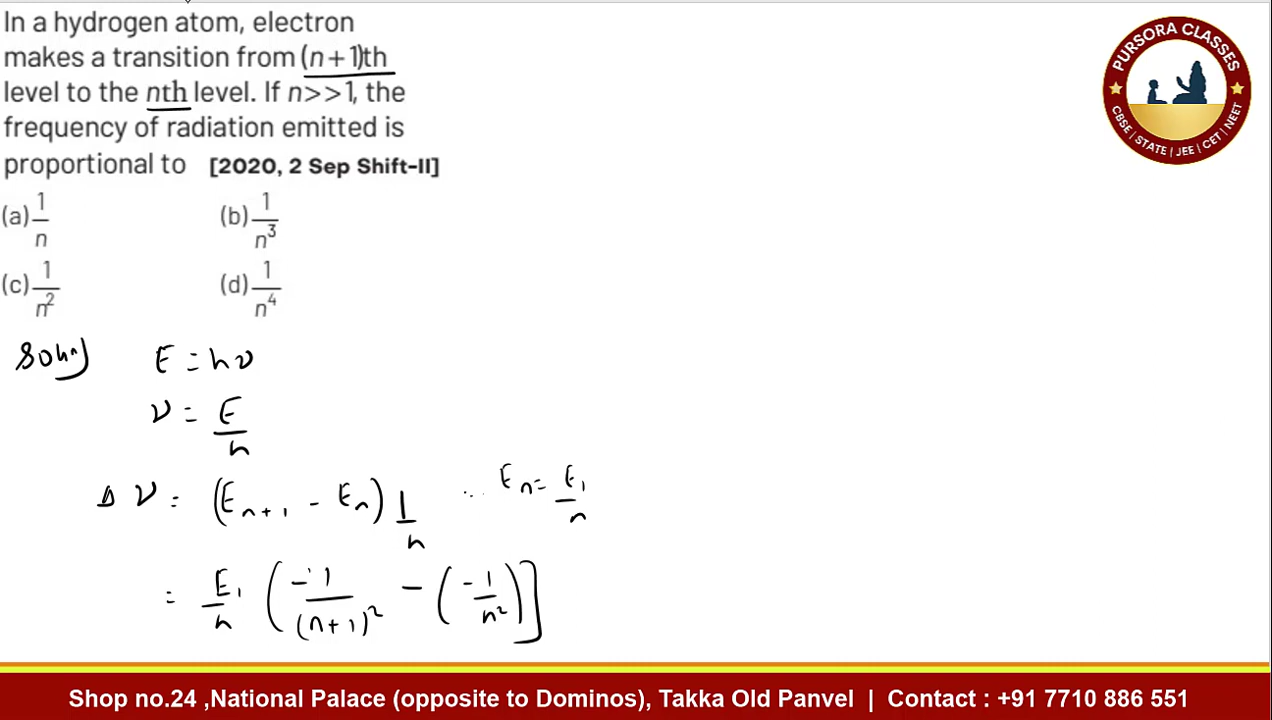 In a hydrogen atom, electron
makes a transition from (n+1)th
level to the nth level. If n>>1, the
frequency of radiation emitted is
proportional to [2020, 2 Sep Shift-II]
(a) 1/n (b) 1/n³
(c) 1/n² (d) 1/n⁴
Soln)
E = hν
ν = E/h
Δν = (Eₙ₊₁ - Eₙ) 1/h ∵ Eₙ = E₁/n
= E₁/h (-1/(n+1)² - (-1/n²)]
PURSORA CLASSES
CBSE | STATE | JEE | CET | NEET
Shop no.24 ,National Palace (opposite to Dominos), Takka Old Panvel | Contact : +91 7710 886 551